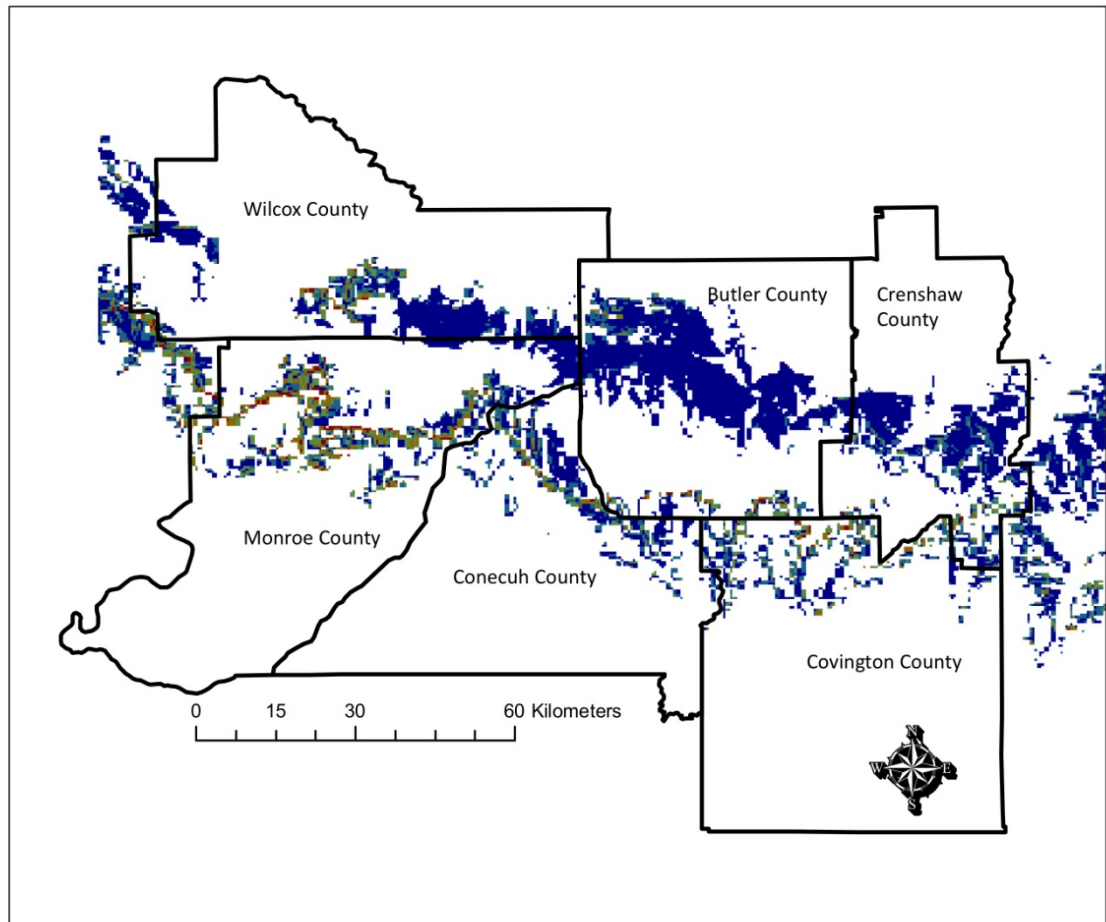 Wilcox County
Butler County
Crenshaw
County
Monroe County
Conecuh County
Covington County
0 15 30 60 Kilometers
N
W E
S